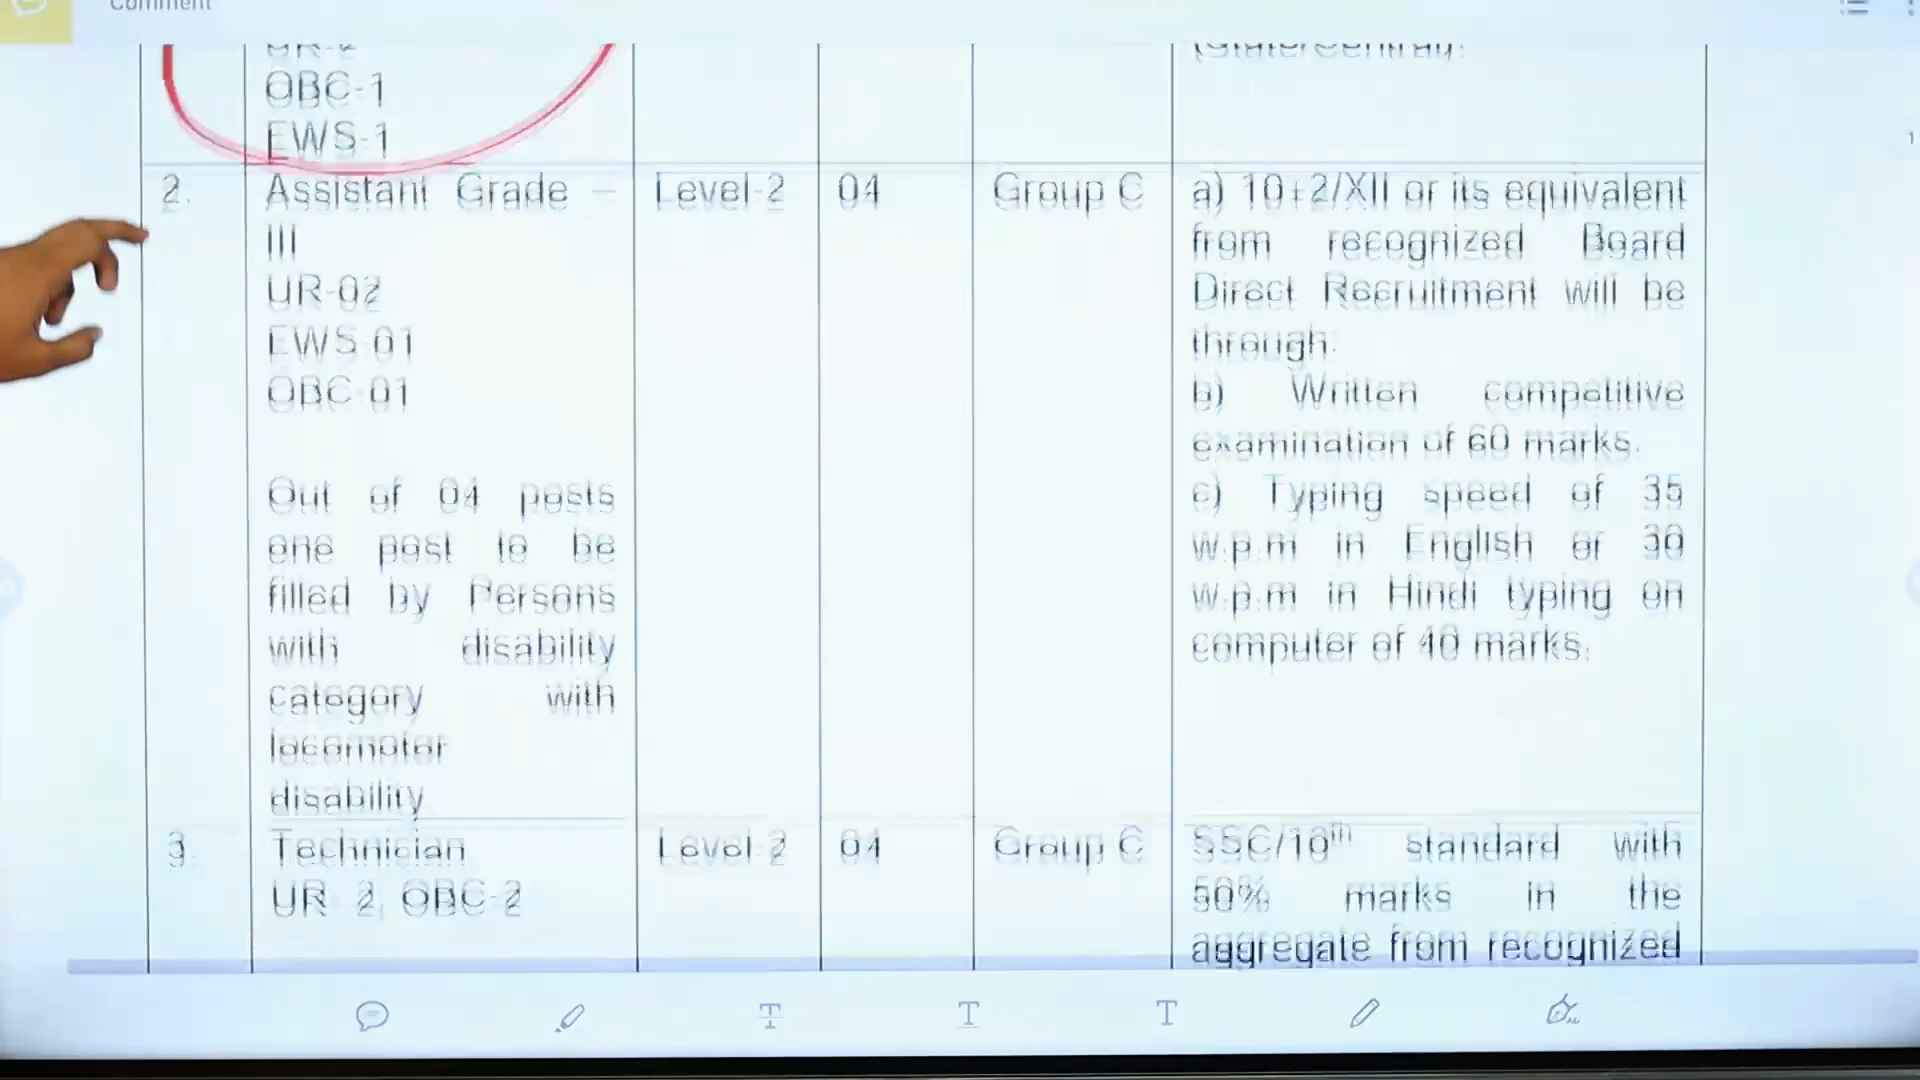 Comment
OBC-1
EWS-1
2. Assistant Grade – Level-2 04 Group C a) 10+2/XII or its equivalent
III from recognized Board
UR-02 Direct Recruitment will be
EWS-01 through:
OBC-01 b) Written competitive
examination of 60 marks.
Out of 04 posts c) Typing speed of 35
one post to be w.p.m in English or 30
filled by Persons w.p.m in Hindi typing on
with disability computer of 40 marks.
category with
locomotor
disability
3. Technician Level-2 04 Group C SSC/10th standard with
UR- 2, OBC-2 50% marks in the
aggregate from recognized